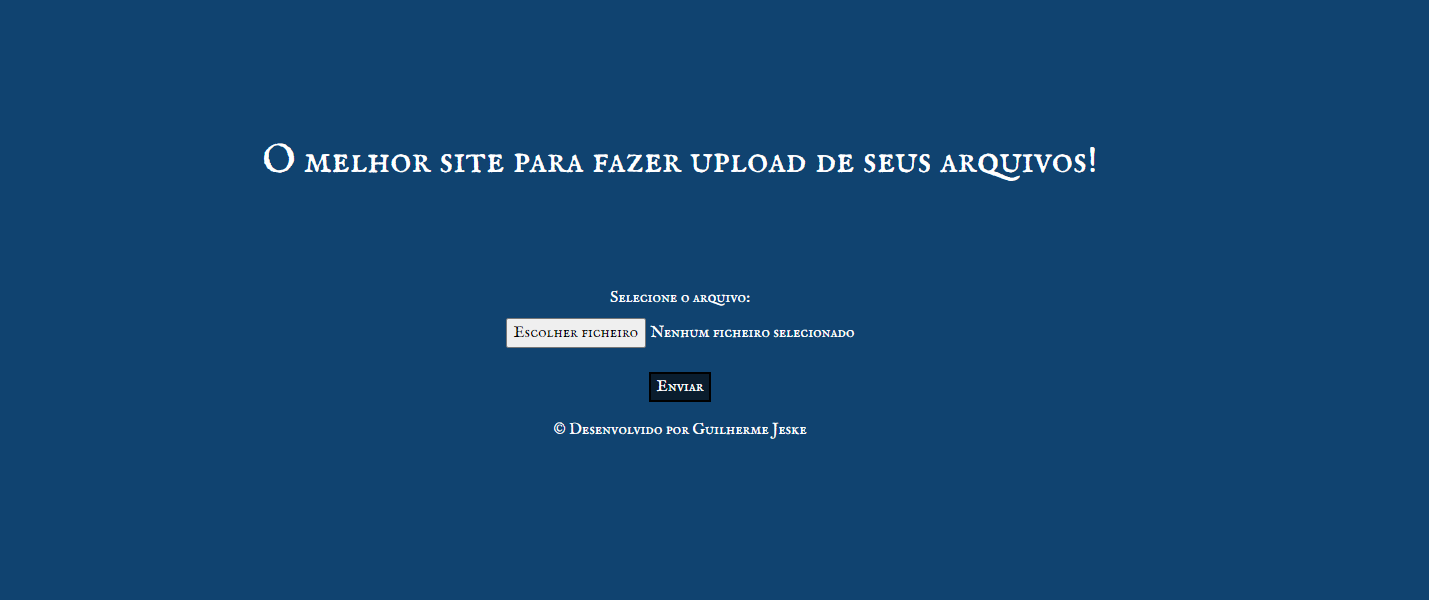 O melhor site para fazer upload de seus arquivos!
Selecione o arquivo:
Escolher ficheiro Nenhum ficheiro selecionado
Enviar
© Desenvolvido por Guilherme Jeske